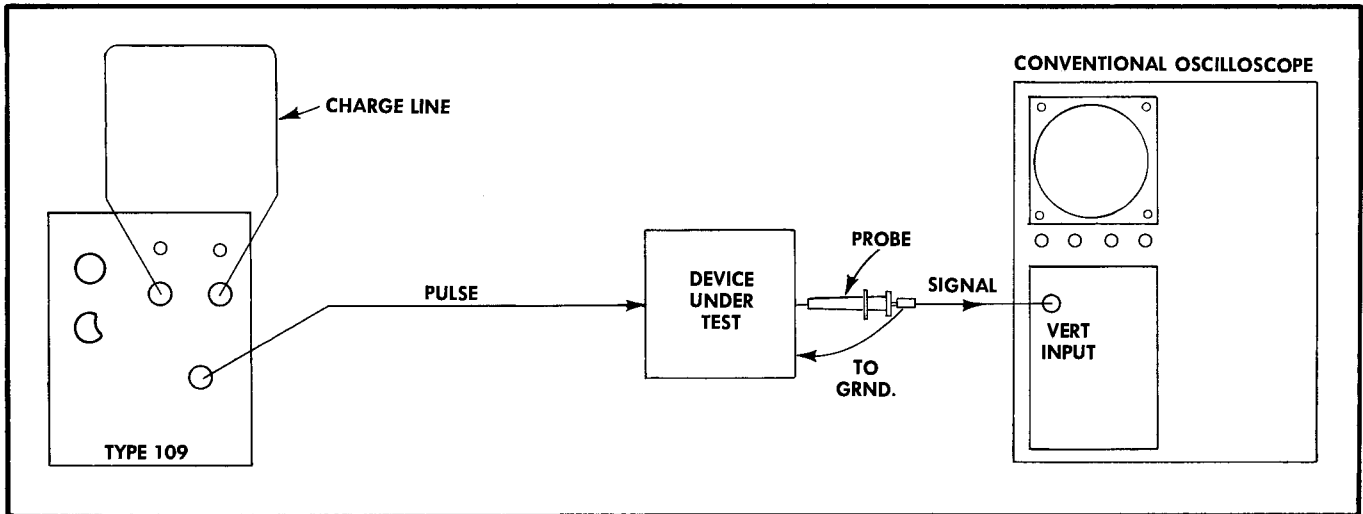 CONVENTIONAL OSCILLOSCOPE
CHARGE LINE
PROBE
PULSE
DEVICE
UNDER
TEST
SIGNAL
VERT
INPUT
TO
GRND.
TYPE 109